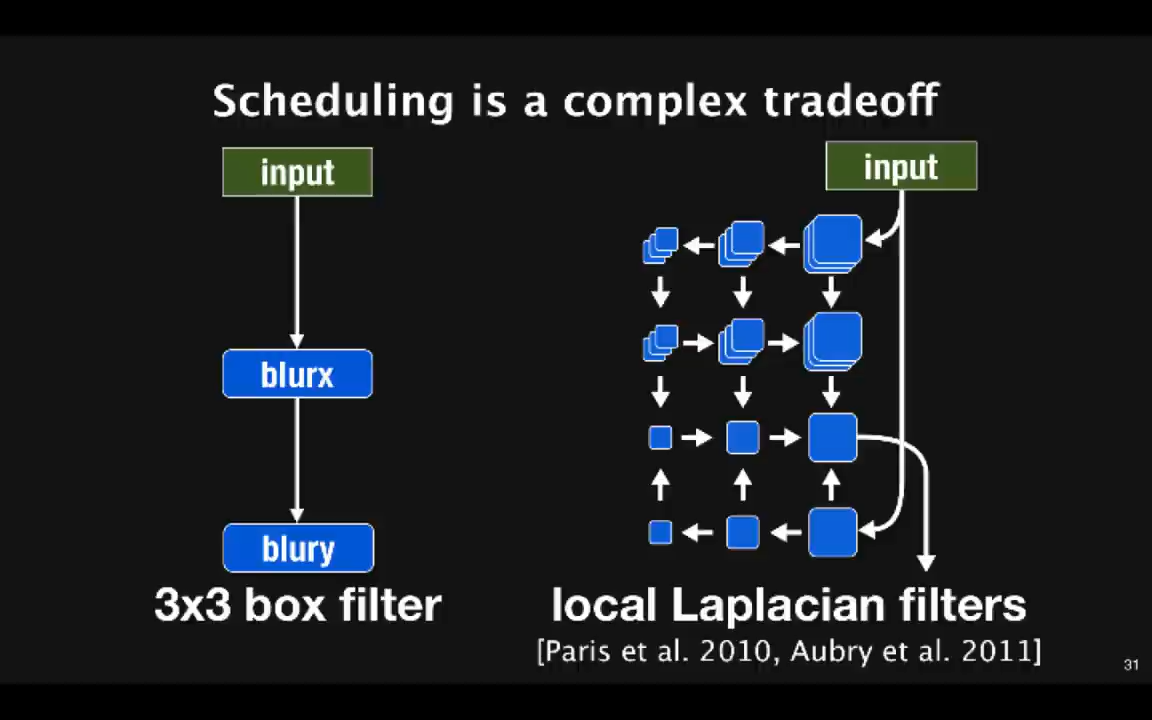 Scheduling is a complex tradeoff
input
blurx
blury
3x3 box filter
input
local Laplacian filters
[Paris et al. 2010, Aubry et al. 2011]
31